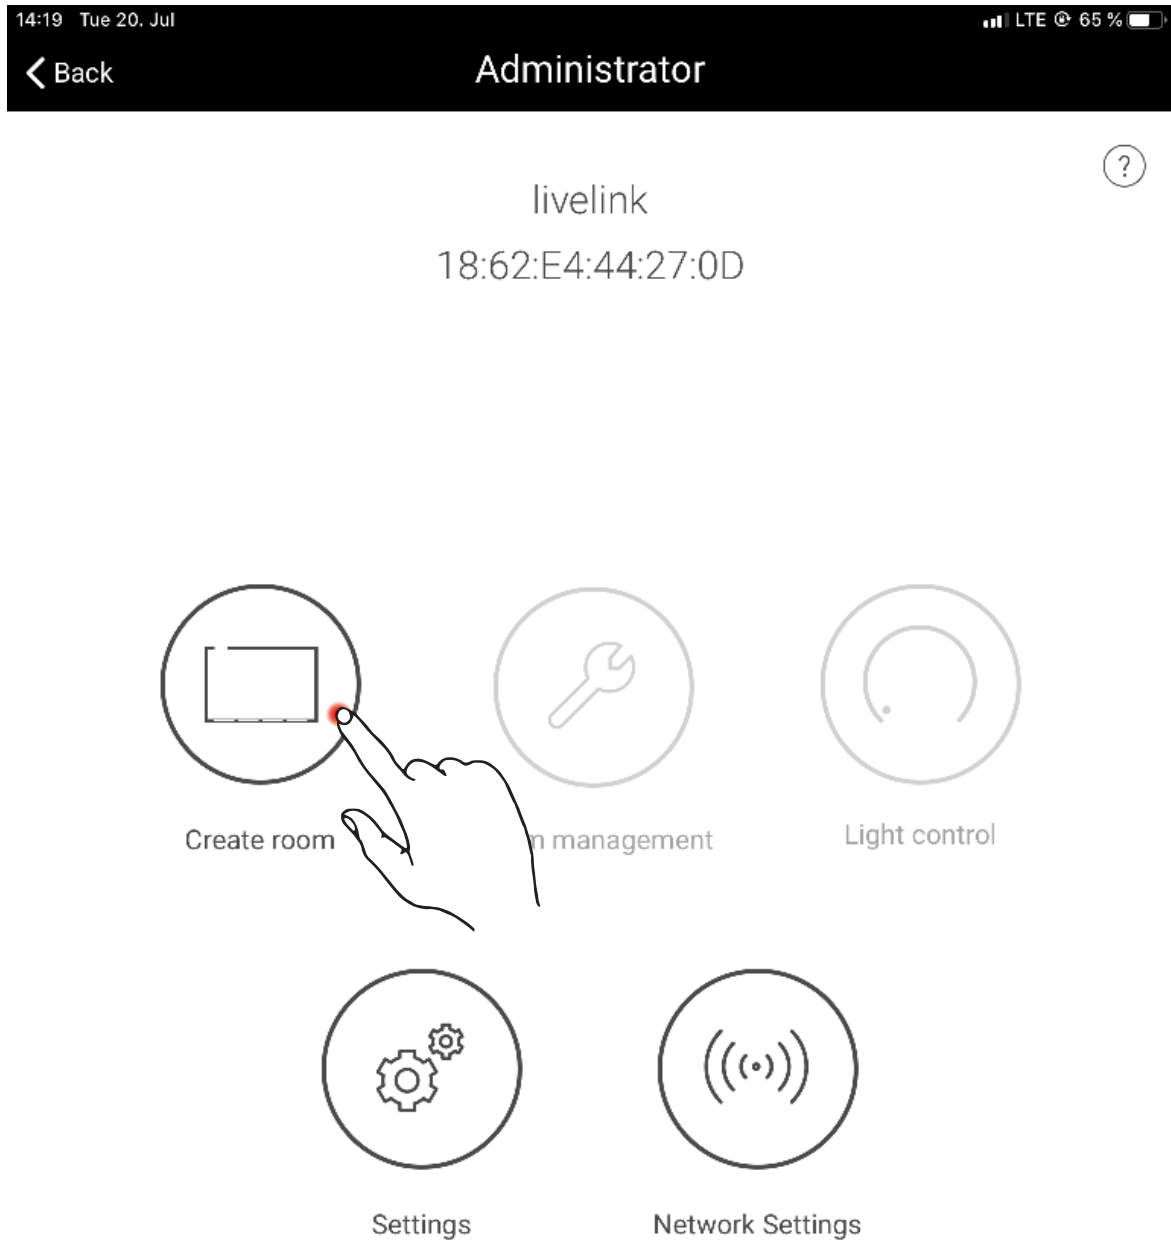 14:19 Tue 20. Jul
LTE 65 %
Back
Administrator
?
livelink
18:62:E4:44:27:0D
Create room
management
Light control
Settings
Network Settings